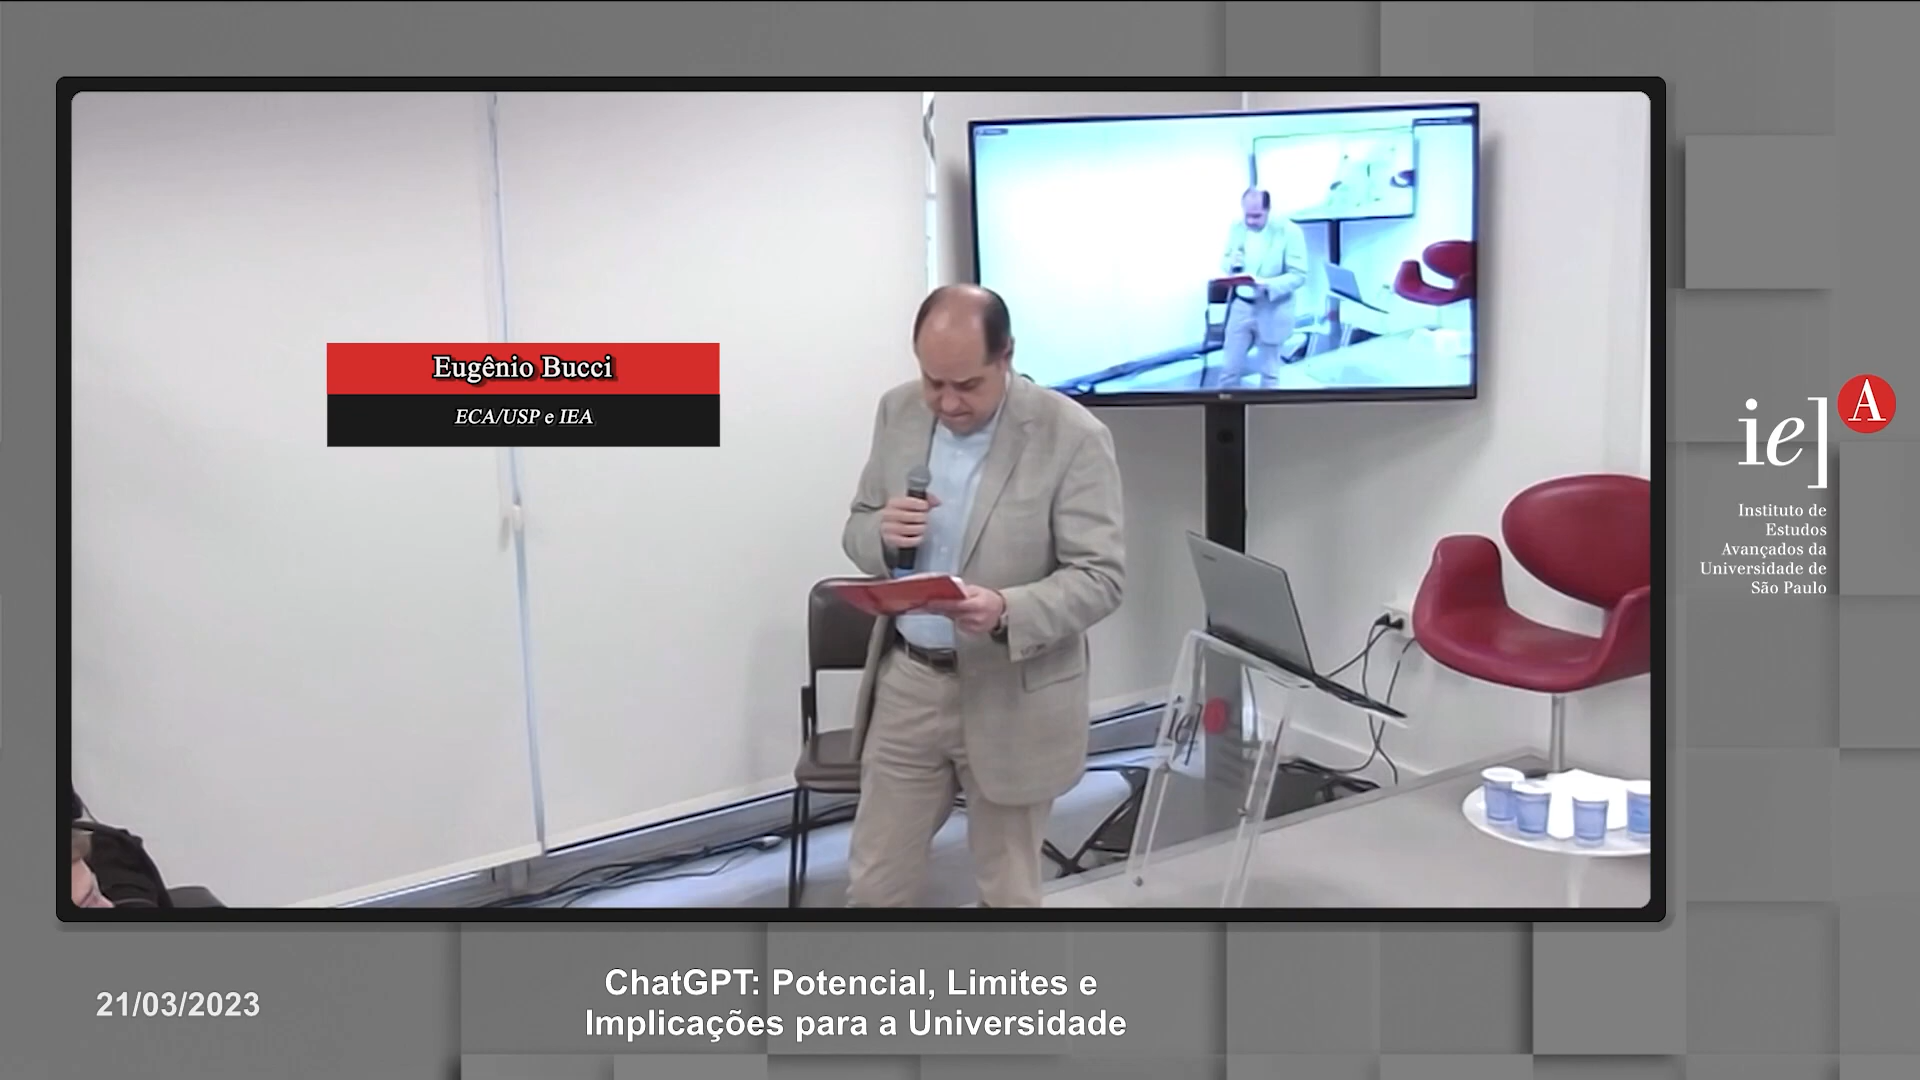 Eugênio Bucci
ECA/USP e IEA
ie] A
Instituto de
Estudos
Avançados da
Universidade de
São Paulo
ie]
21/03/2023
ChatGPT: Potencial, Limites e
Implicações para a Universidade